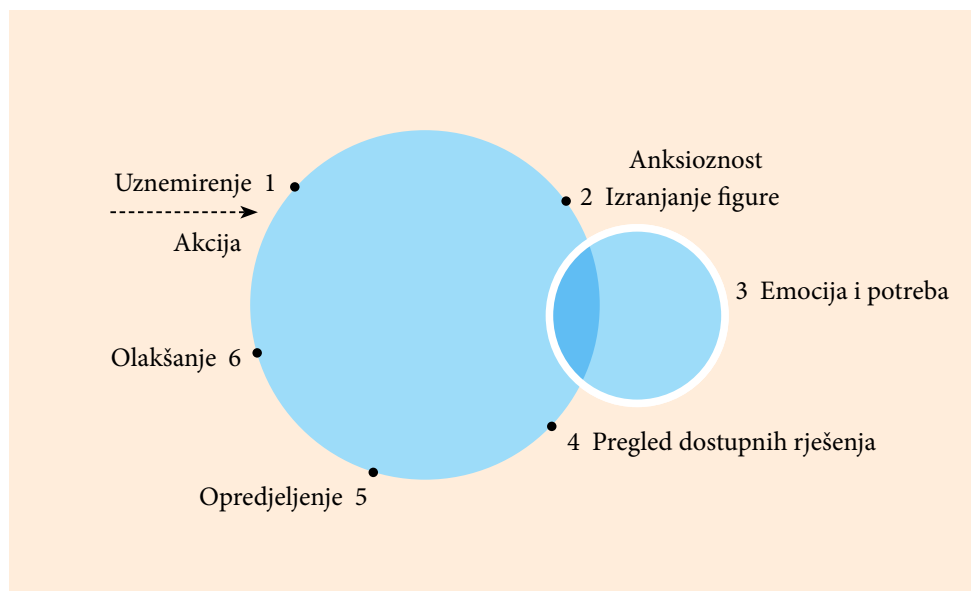 Anksioznost
Uznemirenje 1
2 Izranjanje figure
Akcija
3 Emocija i potreba
Olakšanje 6
4 Pregled dostupnih rješenja
Opredjeljenje 5